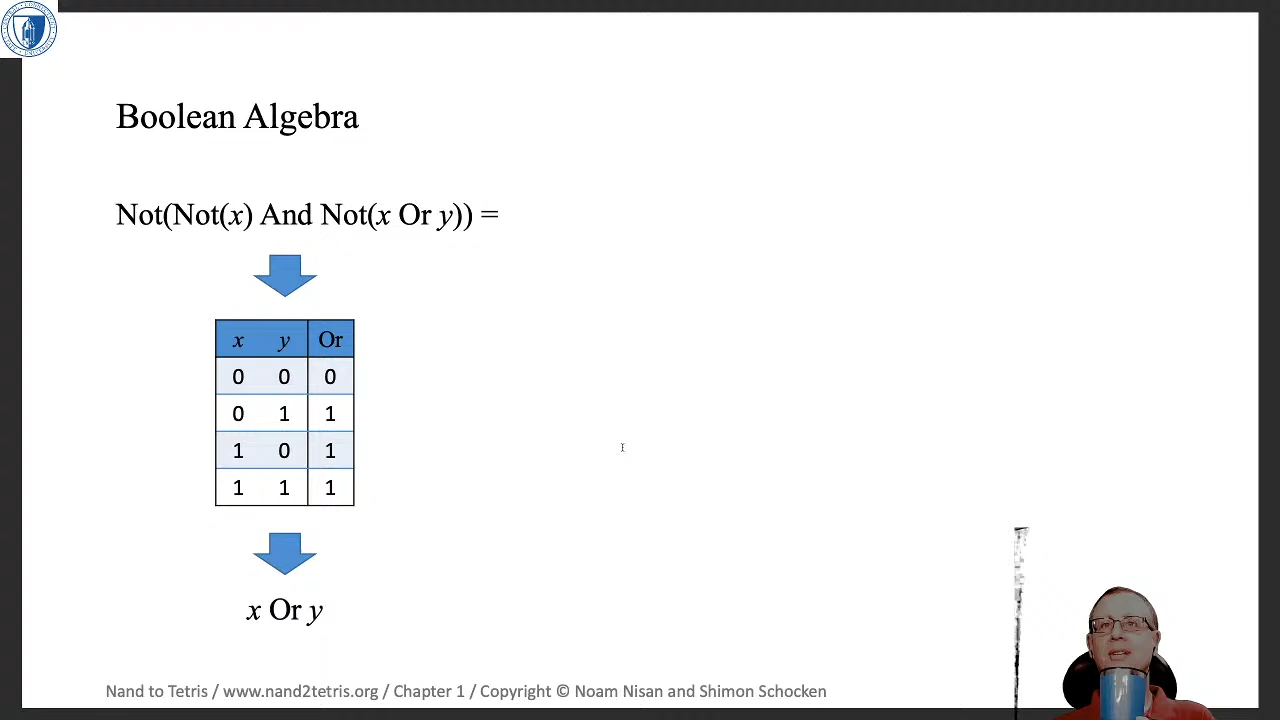 Boolean Algebra
Not(Not(x) And Not(x Or y)) =
x y Or
0 0 0
0 1 1
1 0 1
1 1 1
x Or y
Nand to Tetris / www.nand2tetris.org / Chapter 1 / Copyright © Noam Nisan and Shimon Schocken